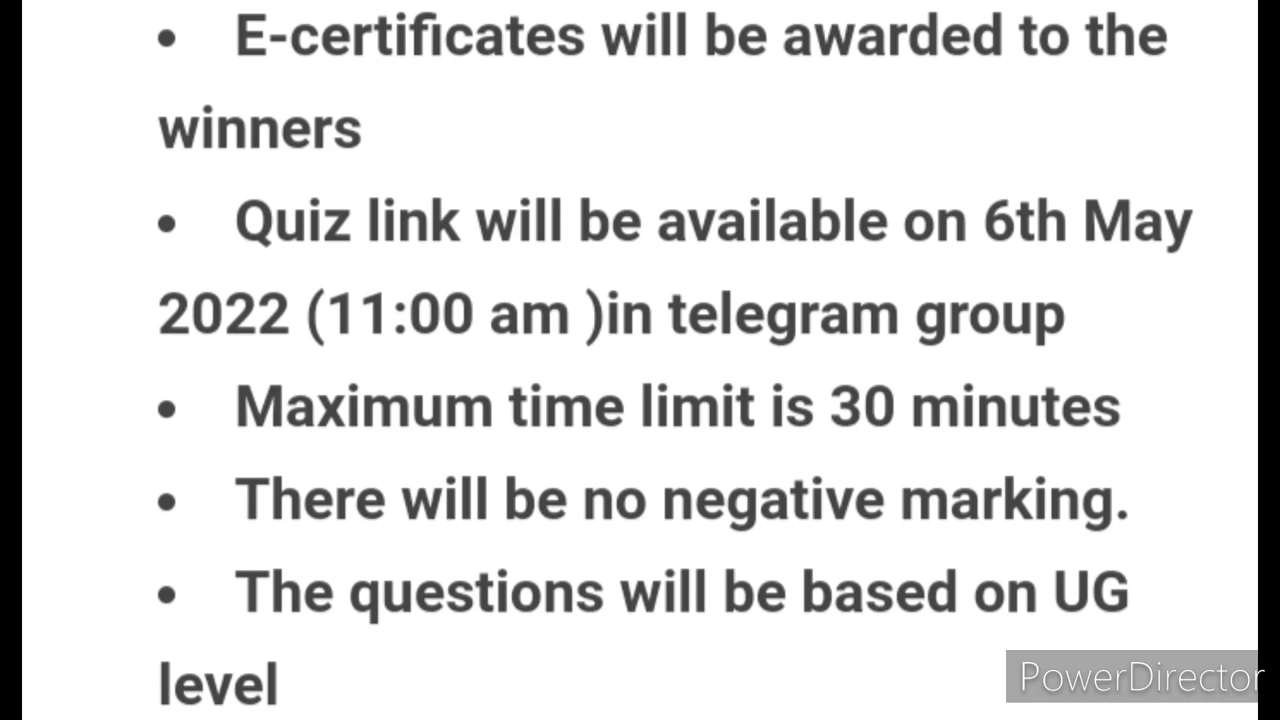 • E-certificates will be awarded to the
winners
• Quiz link will be available on 6th May
2022 (11:00 am )in telegram group
• Maximum time limit is 30 minutes
• There will be no negative marking.
• The questions will be based on UG
level
PowerDirector